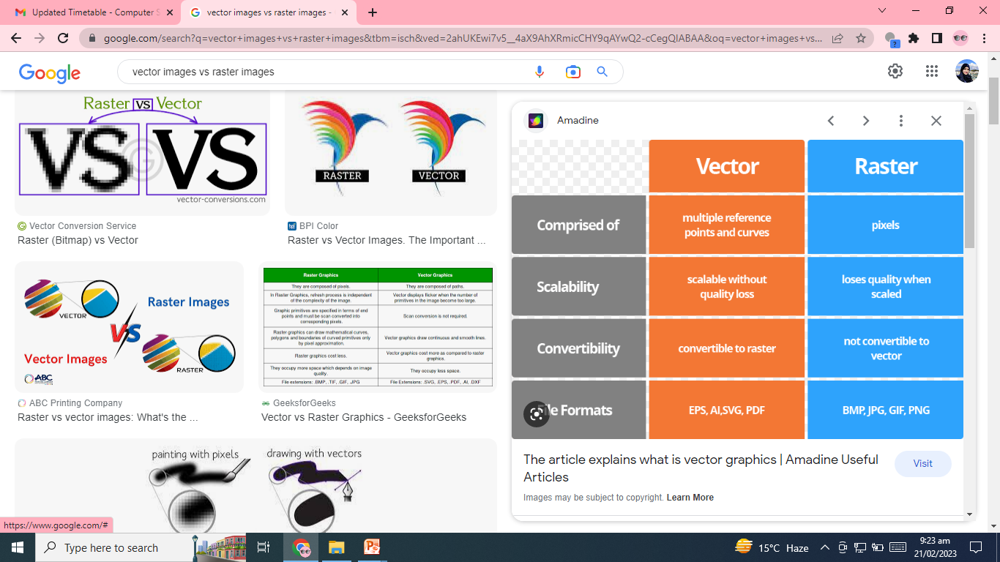 Updated Timetable - Computer S
vector images vs raster images -
google.com/search?q=vector+images+vs+raster+images&tbm=isch&ved=2ahUKEwi7v5__4aX9AhXRmicCHY9qAYwQ2-cCegQIABAA&oq=vector+images+vs...
Google
vector images vs raster images
Raster VS Vector
VS VS
vector-conversions.com
Vector Conversion Service
Raster (Bitmap) vs Vector
RASTER
VECTOR
BPI Color
Raster vs Vector Images. The Important ...
VECTOR
Raster Images
VS
Vector Images
RASTER
ABC
ABC Printing Company
Raster vs vector images: What's the ...
Raster Graphics
Vector Graphics
They are composed of pixels.
They are composed of paths.
In Raster Graphics, refresh process is independent
of the complexity of the image.
Vector displays flicker when the number of
primitives in the image become too large.
Graphic primitives are specified in terms of end
points and must be scan converted into
corresponding pixels.
Scan conversion is not required.
Raster graphics can draw mathematical curves,
polygons and boundaries of curved primitives only
by pixel approximation.
Vector graphics draw continuous and smooth lines.
Raster graphics cost less.
Vector graphics cost more as compared to raster
graphics.
They occupy more space which depends on image
quality.
They occupy less space.
File extensions: .BMP, .TIF, .GIF, .JPG
File Extensions: .SVG, .EPS, .PDF, .AI, .DXF
GeeksforGeeks
Vector vs Raster Graphics - GeeksforGeeks
painting with pixels
drawing with vectors
Amadine
Vector
Raster
Comprised of
multiple reference
points and curves
pixels
Scalability
scalable without
quality loss
loses quality when
scaled
Convertibility
convertible to raster
not convertible to
vector
File Formats
EPS, AI,SVG, PDF
BMP, JPG, GIF, PNG
The article explains what is vector graphics | Amadine Useful
Articles
Visit
Images may be subject to copyright. Learn More
https://www.google.com/#
Type here to search
15°C Haze
9:23 am
21/02/2023